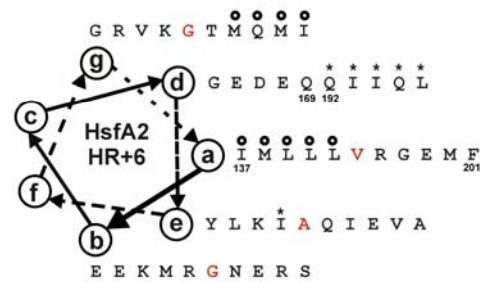 G R V K G T M Q M I
g
d
G E D E Q Q I I Q L
* * * * *
169 192
c
HsfA2
HR+6
a
I M L L L V R G E M F
137
201
f
*
e
Y L K I A Q I E V A
b
E E K M R G N E R S